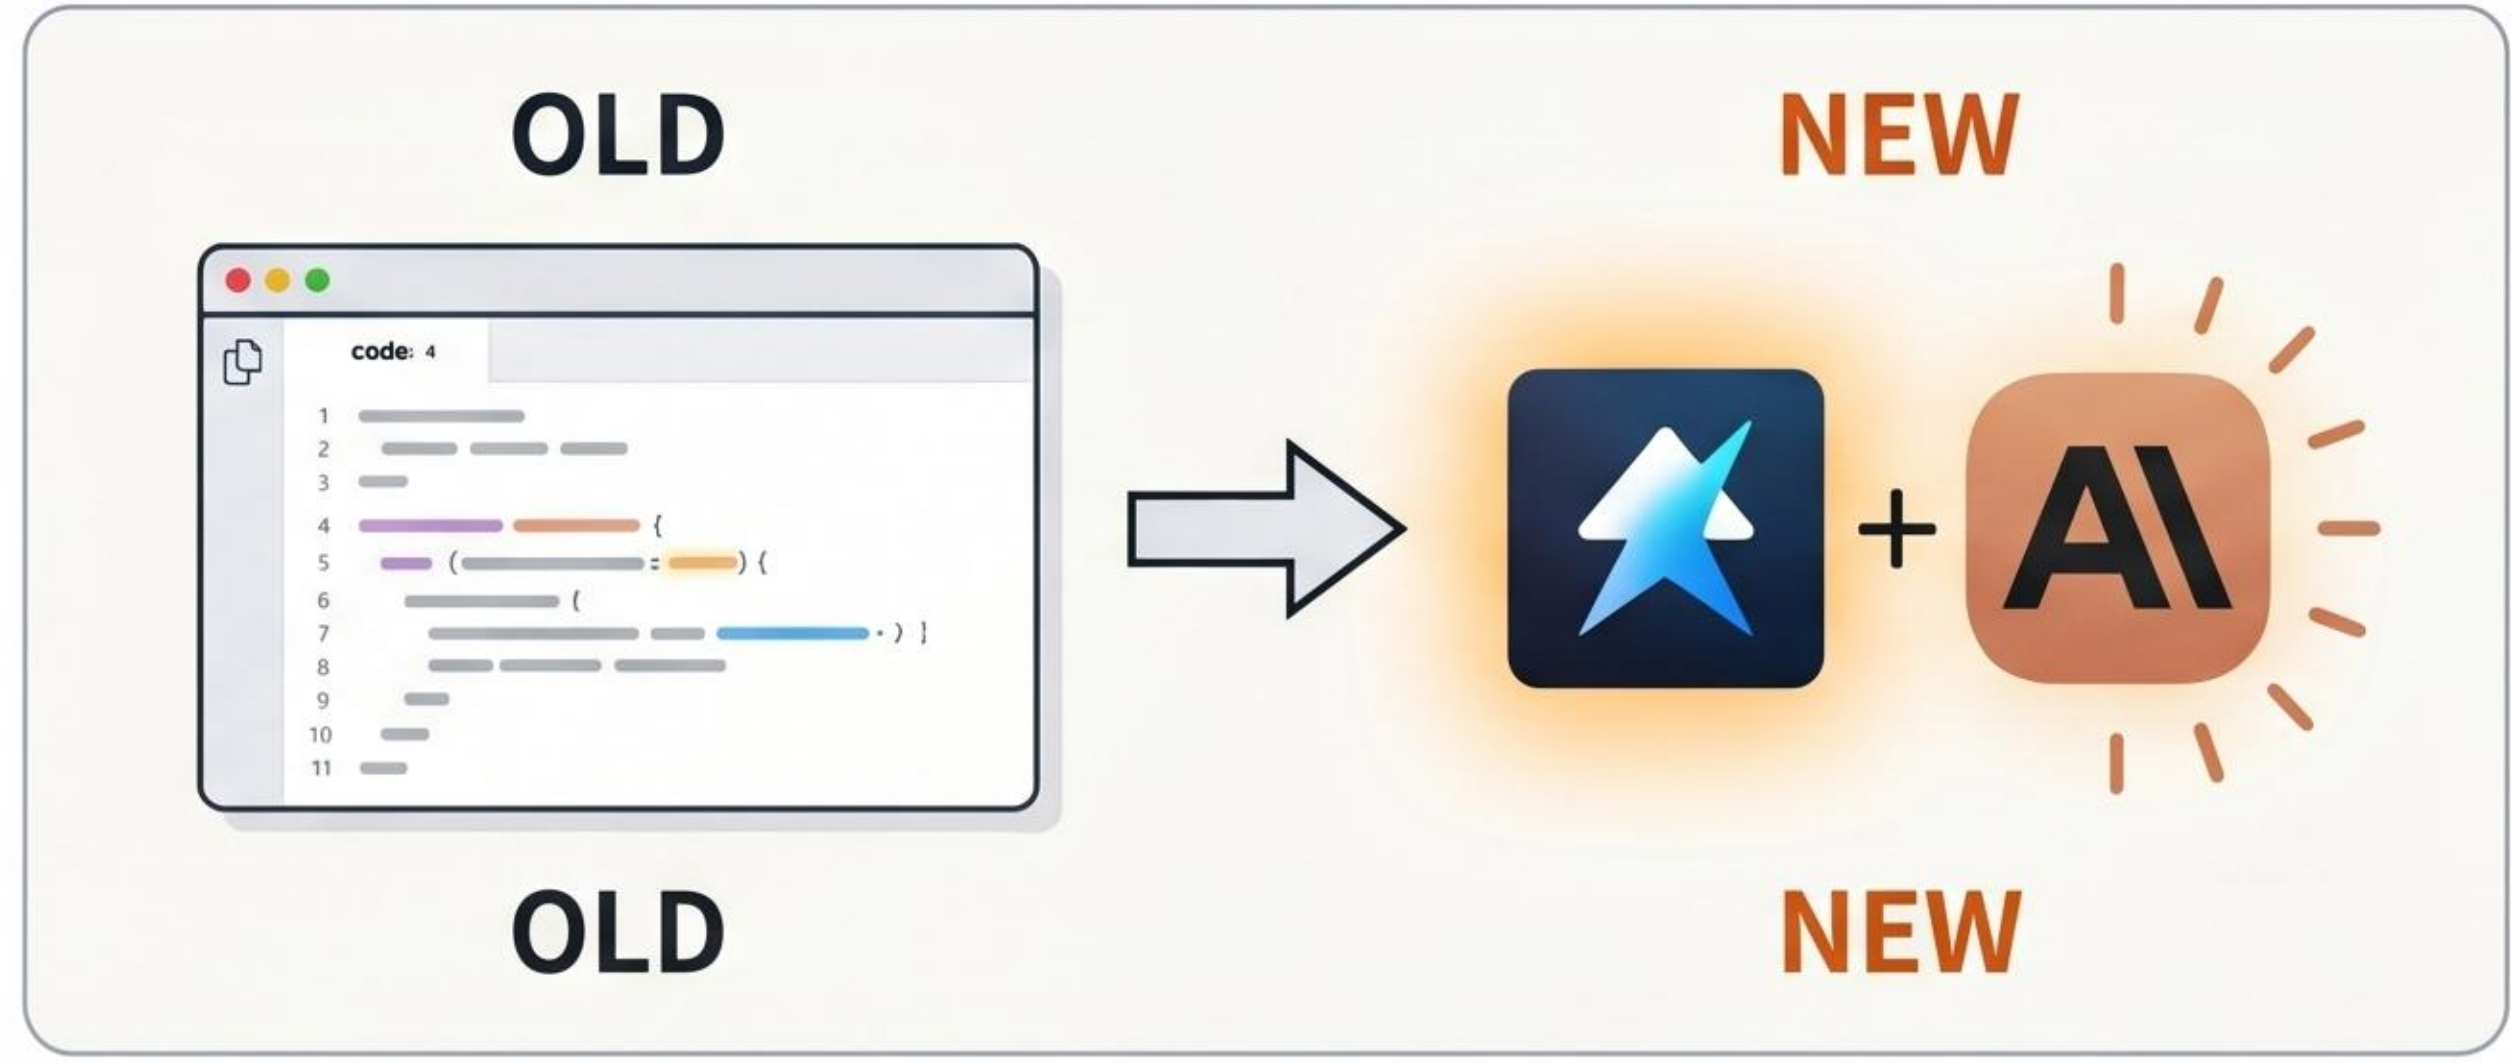 OLD
NEW
code: 4
1
2
3
4 {
5 ( = ) {
6 (
7 . ) ]
8
9
10
11
+
A\
OLD
NEW